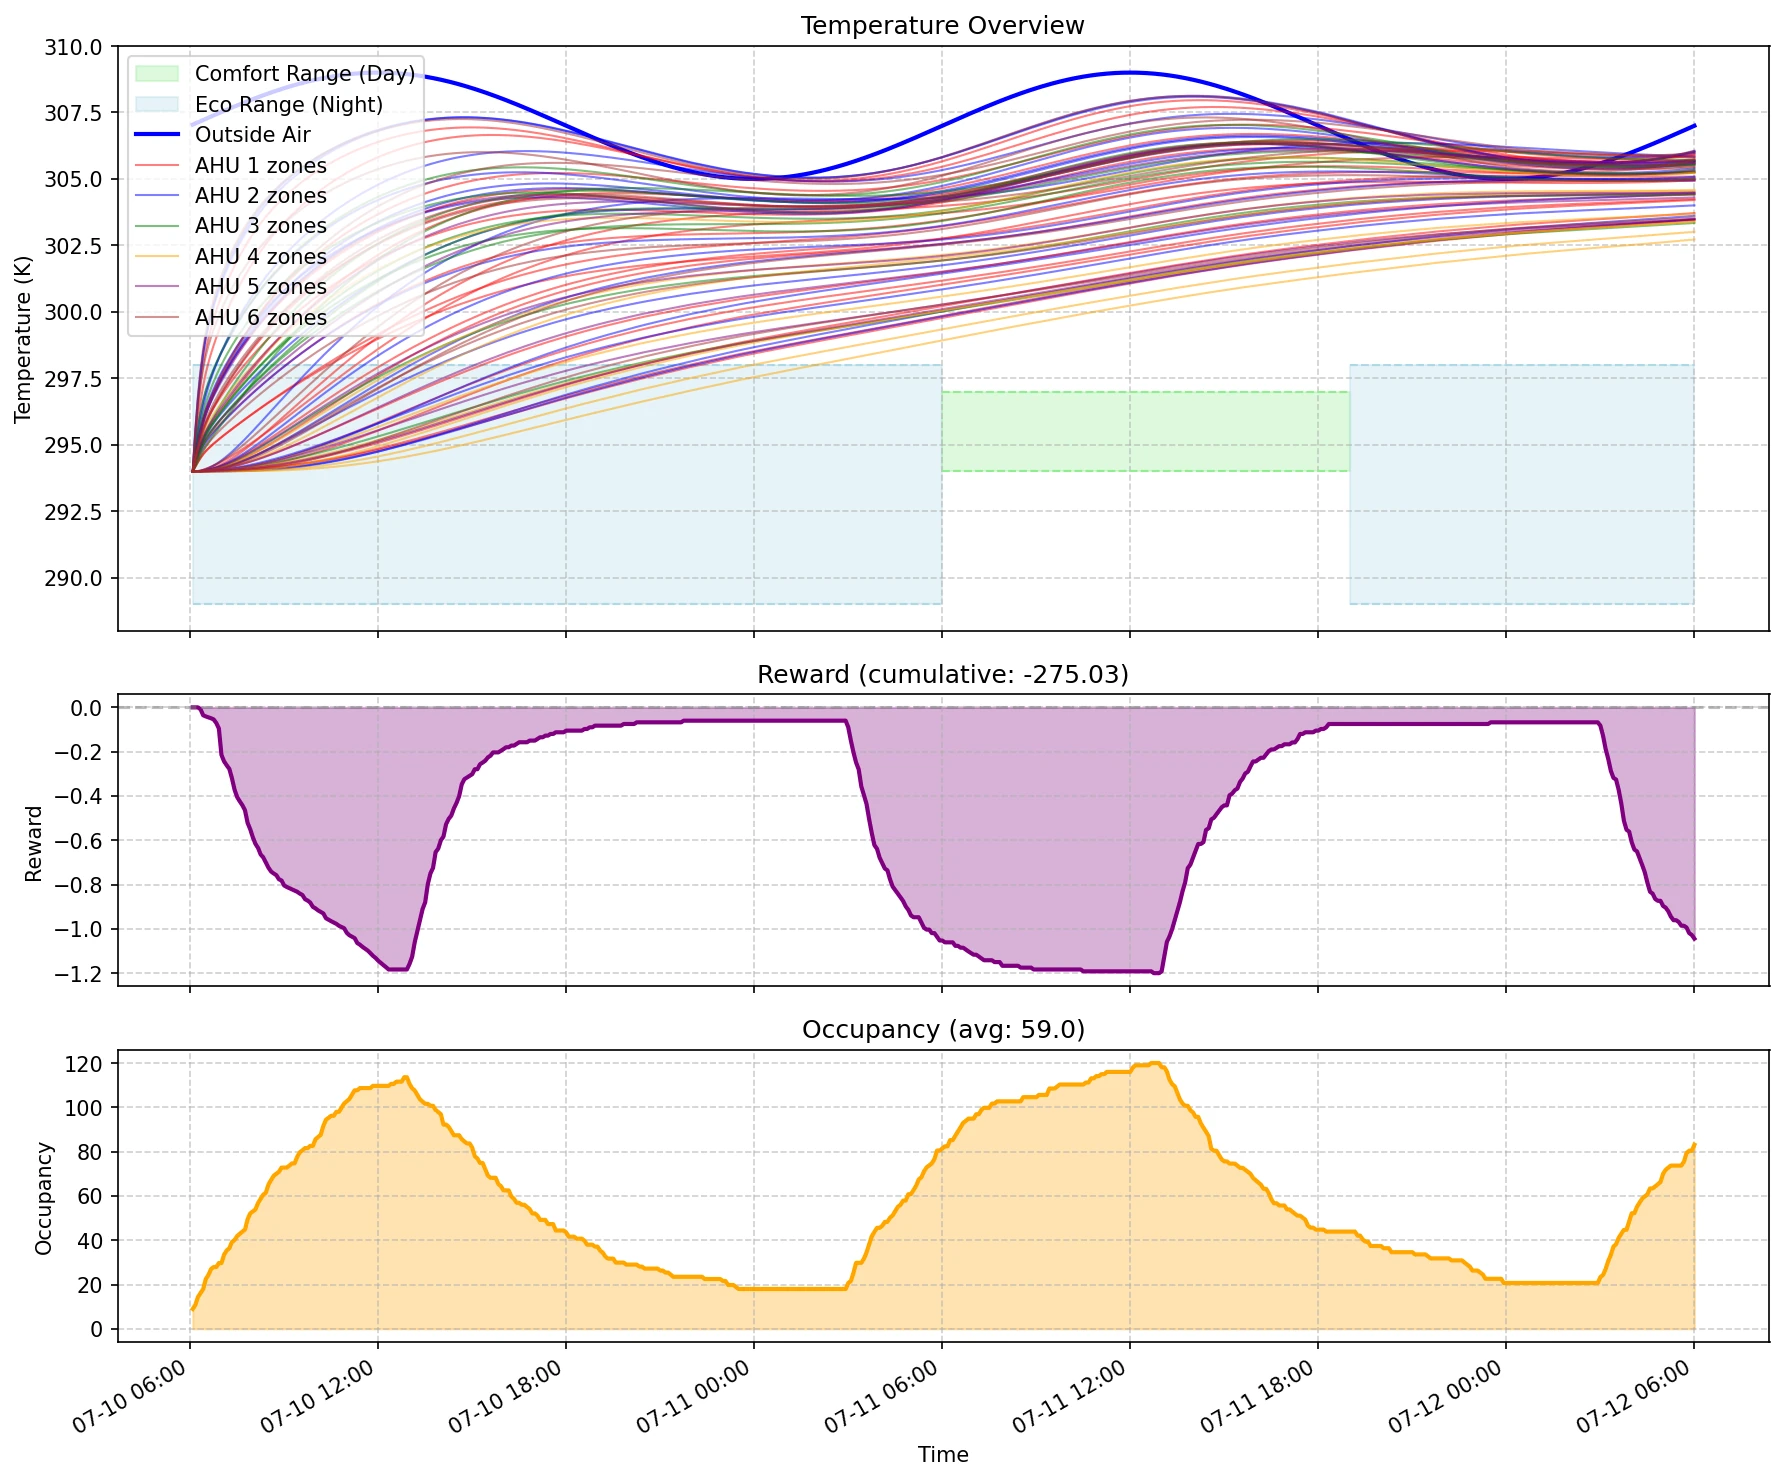 Temperature Overview
310.0
307.5
305.0
302.5
300.0
297.5
295.0
292.5
290.0
Temperature (K)
Comfort Range (Day)
Eco Range (Night)
Outside Air
AHU 1 zones
AHU 2 zones
AHU 3 zones
AHU 4 zones
AHU 5 zones
AHU 6 zones
Reward (cumulative: -275.03)
0.0
−0.2
−0.4
−0.6
−0.8
−1.0
−1.2
Reward
Occupancy (avg: 59.0)
120
100
80
60
40
20
0
Occupancy
07-10 06:00
07-10 12:00
07-10 18:00
07-11 00:00
07-11 06:00
07-11 12:00
07-11 18:00
07-12 00:00
07-12 06:00
Time